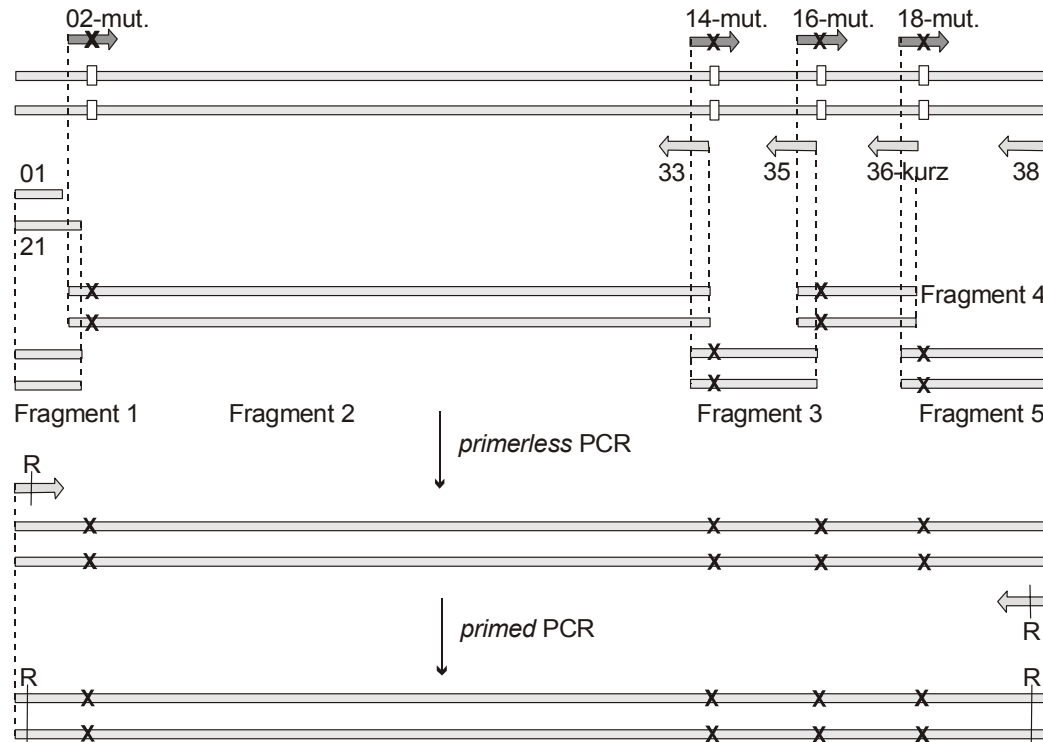 02-mut. 14-mut. 16-mut. 18-mut.
33 35 36-kurz 38
01
21
Fragment 4
Fragment 1 Fragment 2 Fragment 3 Fragment 5
primerless PCR
R
primed PCR
R
R R